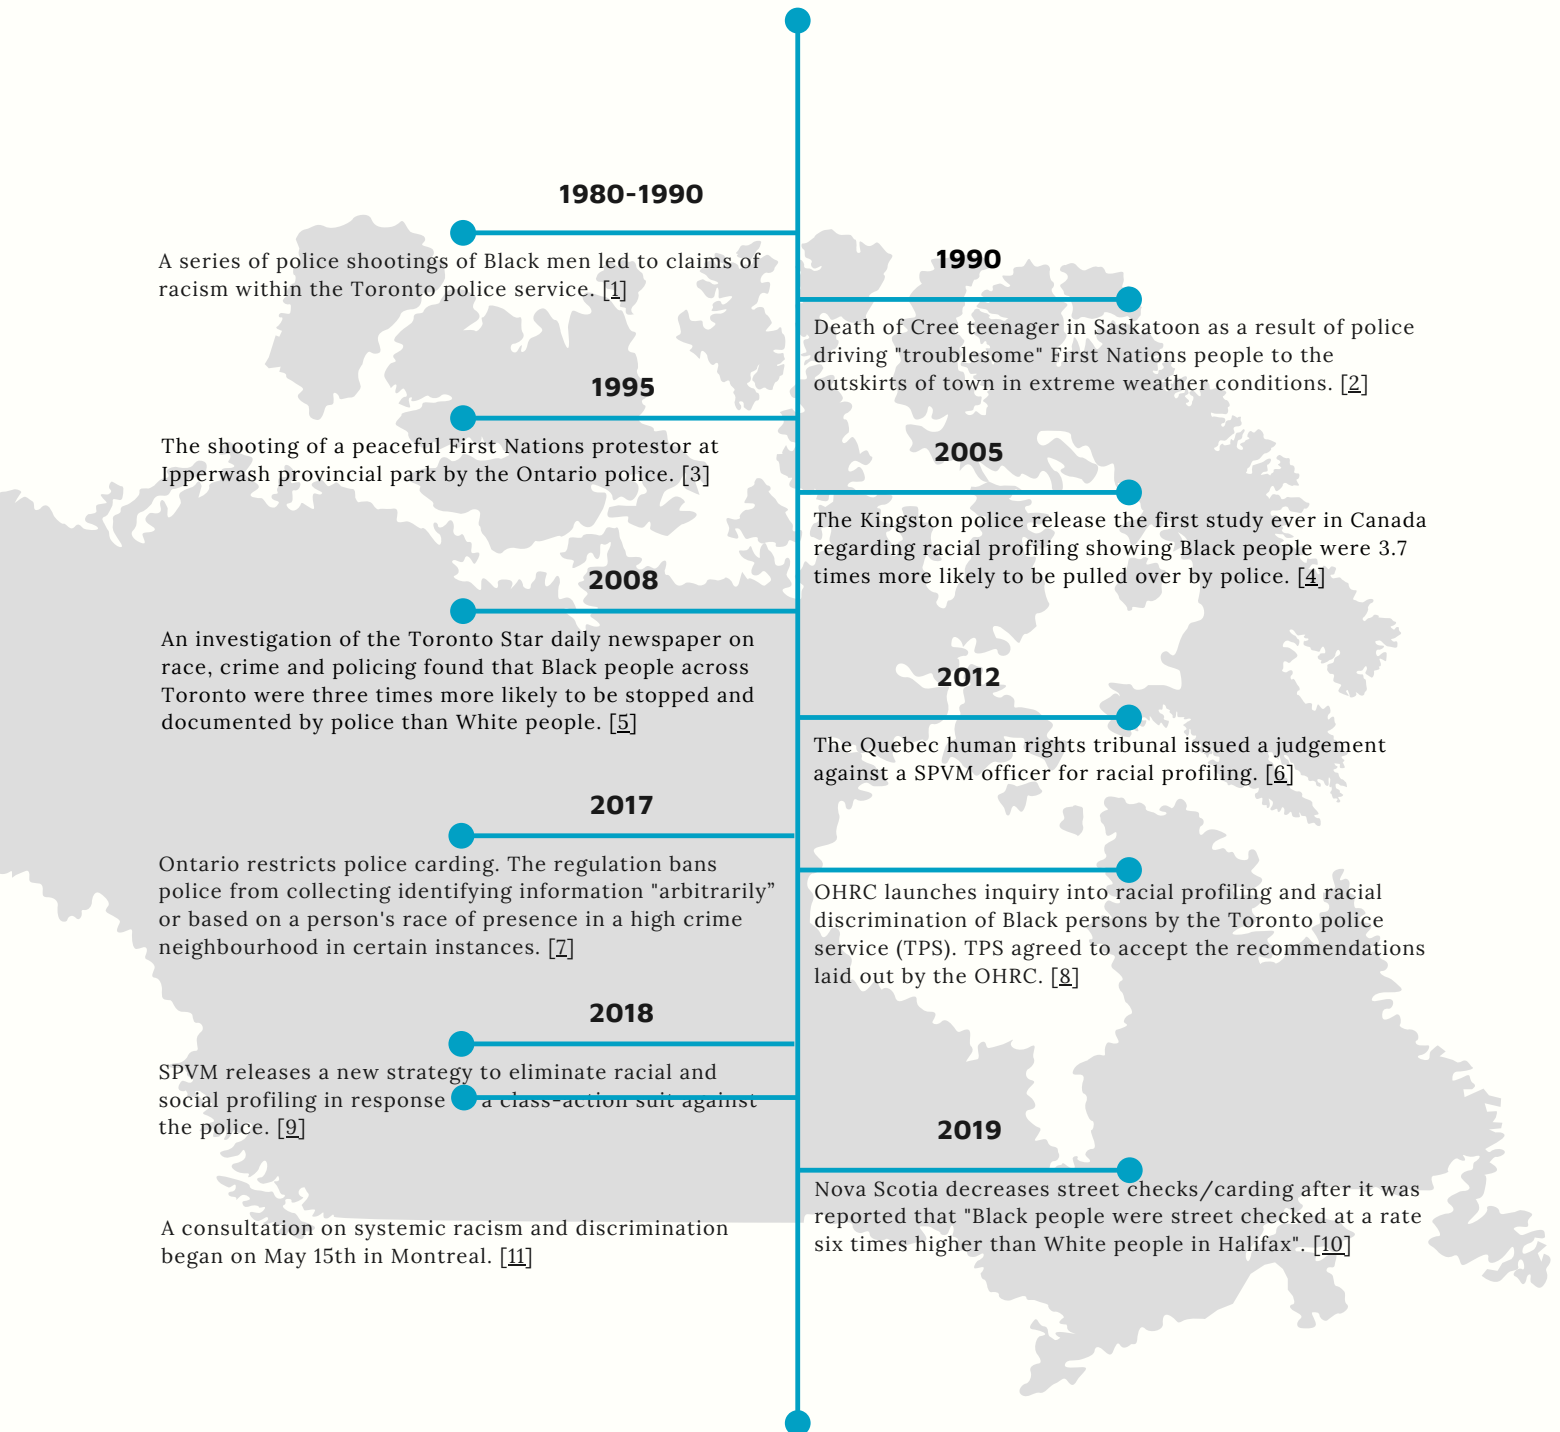 1980-1990
A series of police shootings of Black men led to claims of
racism within the Toronto police service. [1]
1990
Death of Cree teenager in Saskatoon as a result of police
driving "troublesome" First Nations people to the
outskirts of town in extreme weather conditions. [2]
1995
The shooting of a peaceful First Nations protestor at
Ipperwash provincial park by the Ontario police. [3]
2005
The Kingston police release the first study ever in Canada
regarding racial profiling showing Black people were 3.7
times more likely to be pulled over by police. [4]
2008
An investigation of the Toronto Star daily newspaper on
race, crime and policing found that Black people across
Toronto were three times more likely to be stopped and
documented by police than White people. [5]
2012
The Quebec human rights tribunal issued a judgement
against a SPVM officer for racial profiling. [6]
2017
Ontario restricts police carding. The regulation bans
police from collecting identifying information "arbitrarily”
or based on a person's race of presence in a high crime
neighbourhood in certain instances. [7]
OHRC launches inquiry into racial profiling and racial
discrimination of Black persons by the Toronto police
service (TPS). TPS agreed to accept the recommendations
laid out by the OHRC. [8]
2018
SPVM releases a new strategy to eliminate racial and
social profiling in response a class-action suit against
the police. [9]
2019
Nova Scotia decreases street checks/carding after it was
reported that "Black people were street checked at a rate
six times higher than White people in Halifax". [10]
A consultation on systemic racism and discrimination
began on May 15th in Montreal. [11]